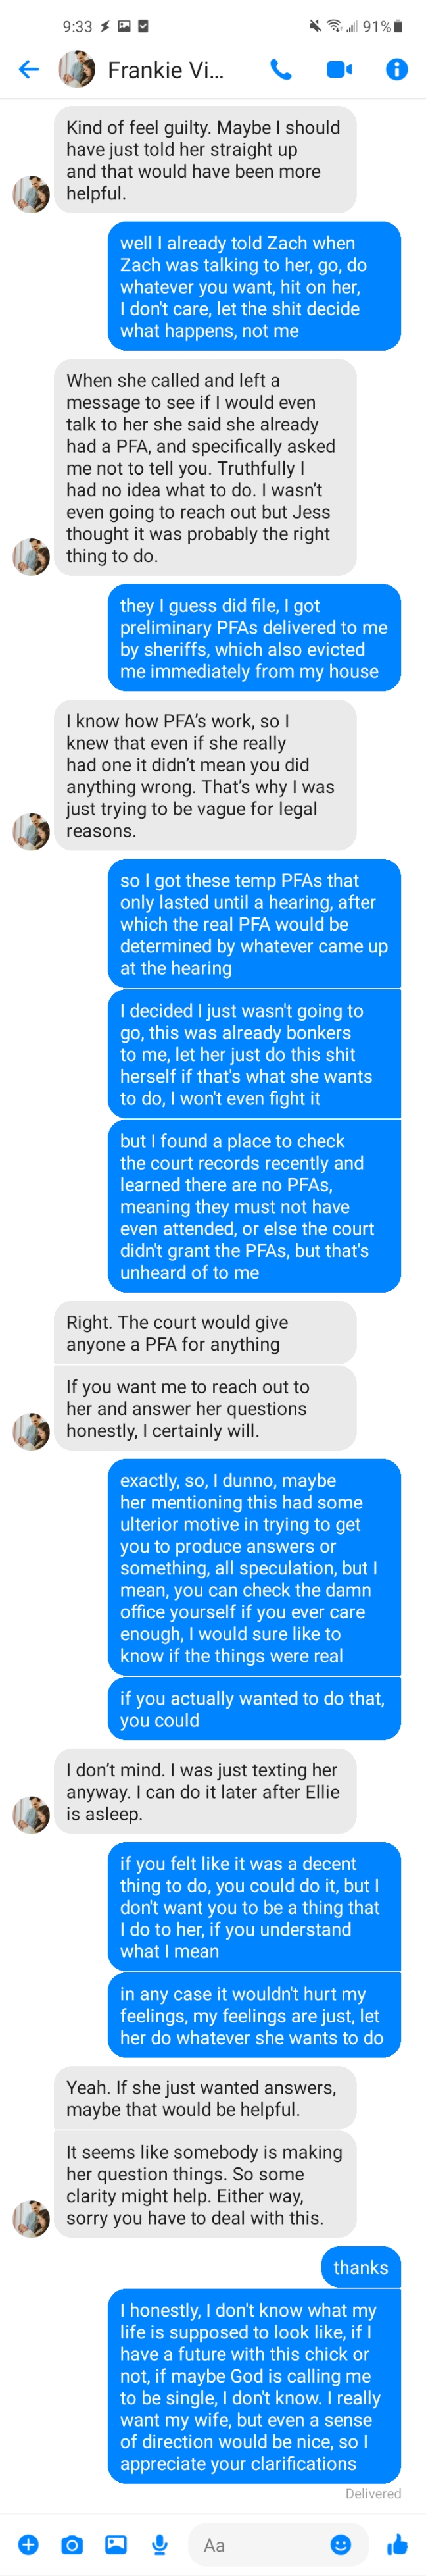 9:33
91%
Frankie Vi...
Kind of feel guilty. Maybe I should
have just told her straight up
and that would have been more
helpful.
well I already told Zach when
Zach was talking to her, go, do
whatever you want, hit on her,
I don't care, let the shit decide
what happens, not me
When she called and left a
message to see if I would even
talk to her she said she already
had a PFA, and specifically asked
me not to tell you. Truthfully I
had no idea what to do. I wasn't
even going to reach out but Jess
thought it was probably the right
thing to do.
they I guess did file, I got
preliminary PFAs delivered to me
by sheriffs, which also evicted
me immediately from my house
I know how PFA's work, so I
knew that even if she really
had one it didn't mean you did
anything wrong. That's why I was
just trying to be vague for legal
reasons.
so I got these temp PFAs that
only lasted until a hearing, after
which the real PFA would be
determined by whatever came up
at the hearing
I decided I just wasn't going to
go, this was already bonkers
to me, let her just do this shit
herself if that's what she wants
to do, I won't even fight it
but I found a place to check
the court records recently and
learned there are no PFAs,
meaning they must not have
even attended, or else the court
didn't grant the PFAs, but that's
unheard of to me
Right. The court would give
anyone a PFA for anything
If you want me to reach out to
her and answer her questions
honestly, I certainly will.
exactly, so, I dunno, maybe
her mentioning this had some
ulterior motive in trying to get
you to produce answers or
something, all speculation, but I
mean, you can check the damn
office yourself if you ever care
enough, I would sure like to
know if the things were real
if you actually wanted to do that,
you could
I don't mind. I was just texting her
anyway. I can do it later after Ellie
is asleep.
if you felt like it was a decent
thing to do, you could do it, but I
don't want you to be a thing that
I do to her, if you understand
what I mean
in any case it wouldn't hurt my
feelings, my feelings are just, let
her do whatever she wants to do
Yeah. If she just wanted answers,
maybe that would be helpful.
It seems like somebody is making
her question things. So some
clarity might help. Either way,
sorry you have to deal with this.
thanks
I honestly, I don't know what my
life is supposed to look like, if I
have a future with this chick or
not, if maybe God is calling me
to be single, I don't know. I really
want my wife, but even a sense
of direction would be nice, so I
appreciate your clarifications
Delivered
Aa